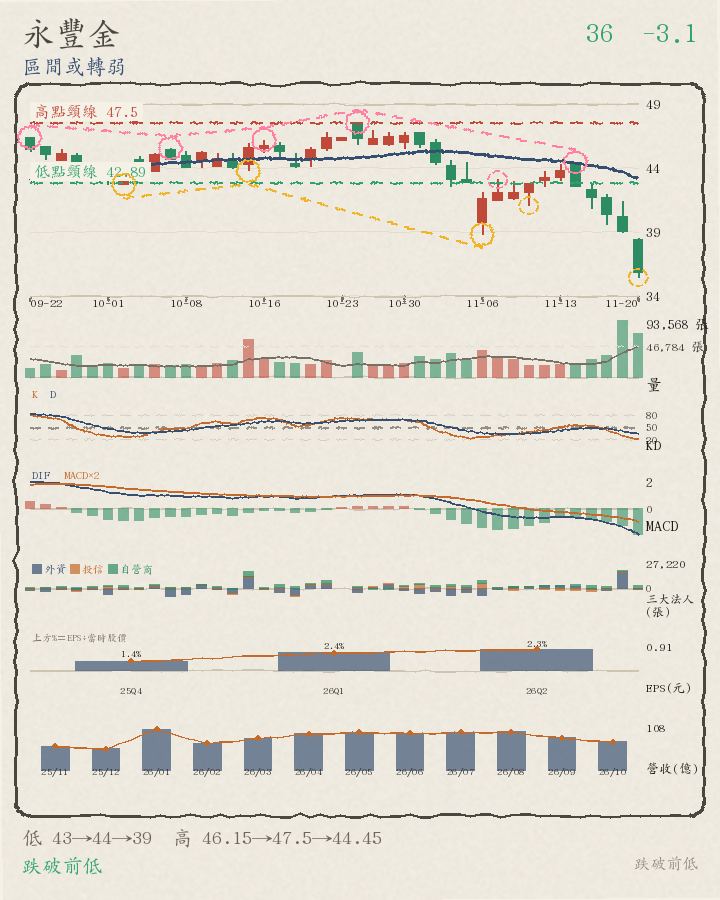 永豐金
36 -3.1
區間或轉弱
49
高點頸線 47.5
44
低點頸線 42.89
39
34
09-22 10-01 10-08 10-16 10-23 10-30 11-06 11-13 11-20
93,568 張
46,784 張
量
K D
80
50
20
KD
DIF MACD×2
2
0
MACD
27,220
外資 投信 自營商
0
三大法人
(張)
上方%=EPS÷當時股價
1.4% 2.4% 2.3%
0.91
25Q4 26Q1 26Q2
EPS(元)
108
25/11 25/12 26/01 26/02 26/03 26/04 26/05 26/06 26/07 26/08 26/09 26/10
營收(億)
低 43→44→39 高 46.15→47.5→44.45
跌破前低
跌破前低